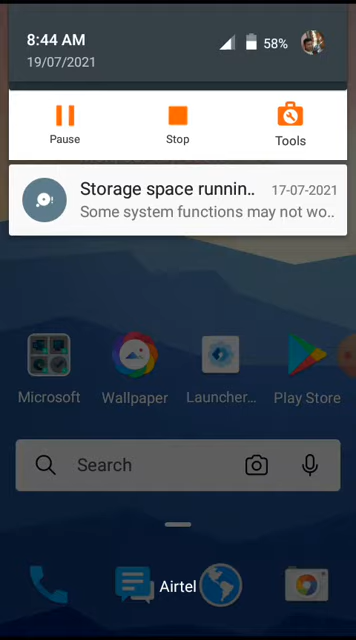 8:44 AM
58%
19/07/2021
Pause
Stop
Tools
Storage space runnin..
17-07-2021
Some system functions may not wo..
Microsoft
Wallpaper
Launcher...
Play Store
Search
Airtel